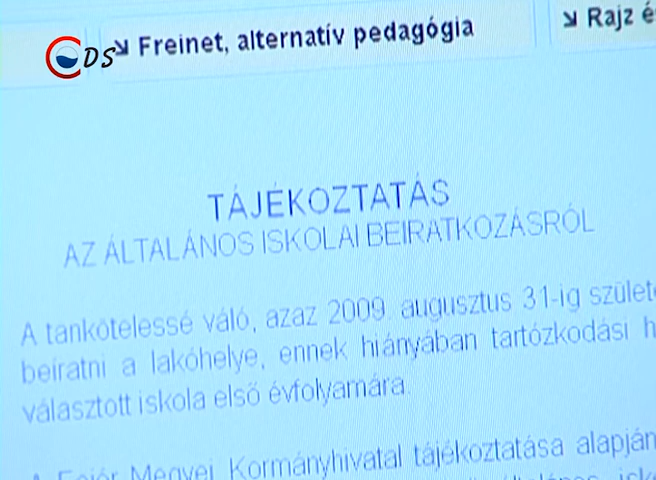 Freinet, alternatív pedagógia
Rajz
DS
TÁJÉKOZTATÁS
AZ ÁLTALÁNOS ISKOLAI BEIRATKOZÁSRÓL
A tankötelessé váló, azaz 2009. augusztus 31-ig születe
beíratni a lakóhelye, ennek hiányában tartózkodási h
választott iskola első évfolyamára.
A Fejér Megyei Kormányhivatal tájékoztatása alapján